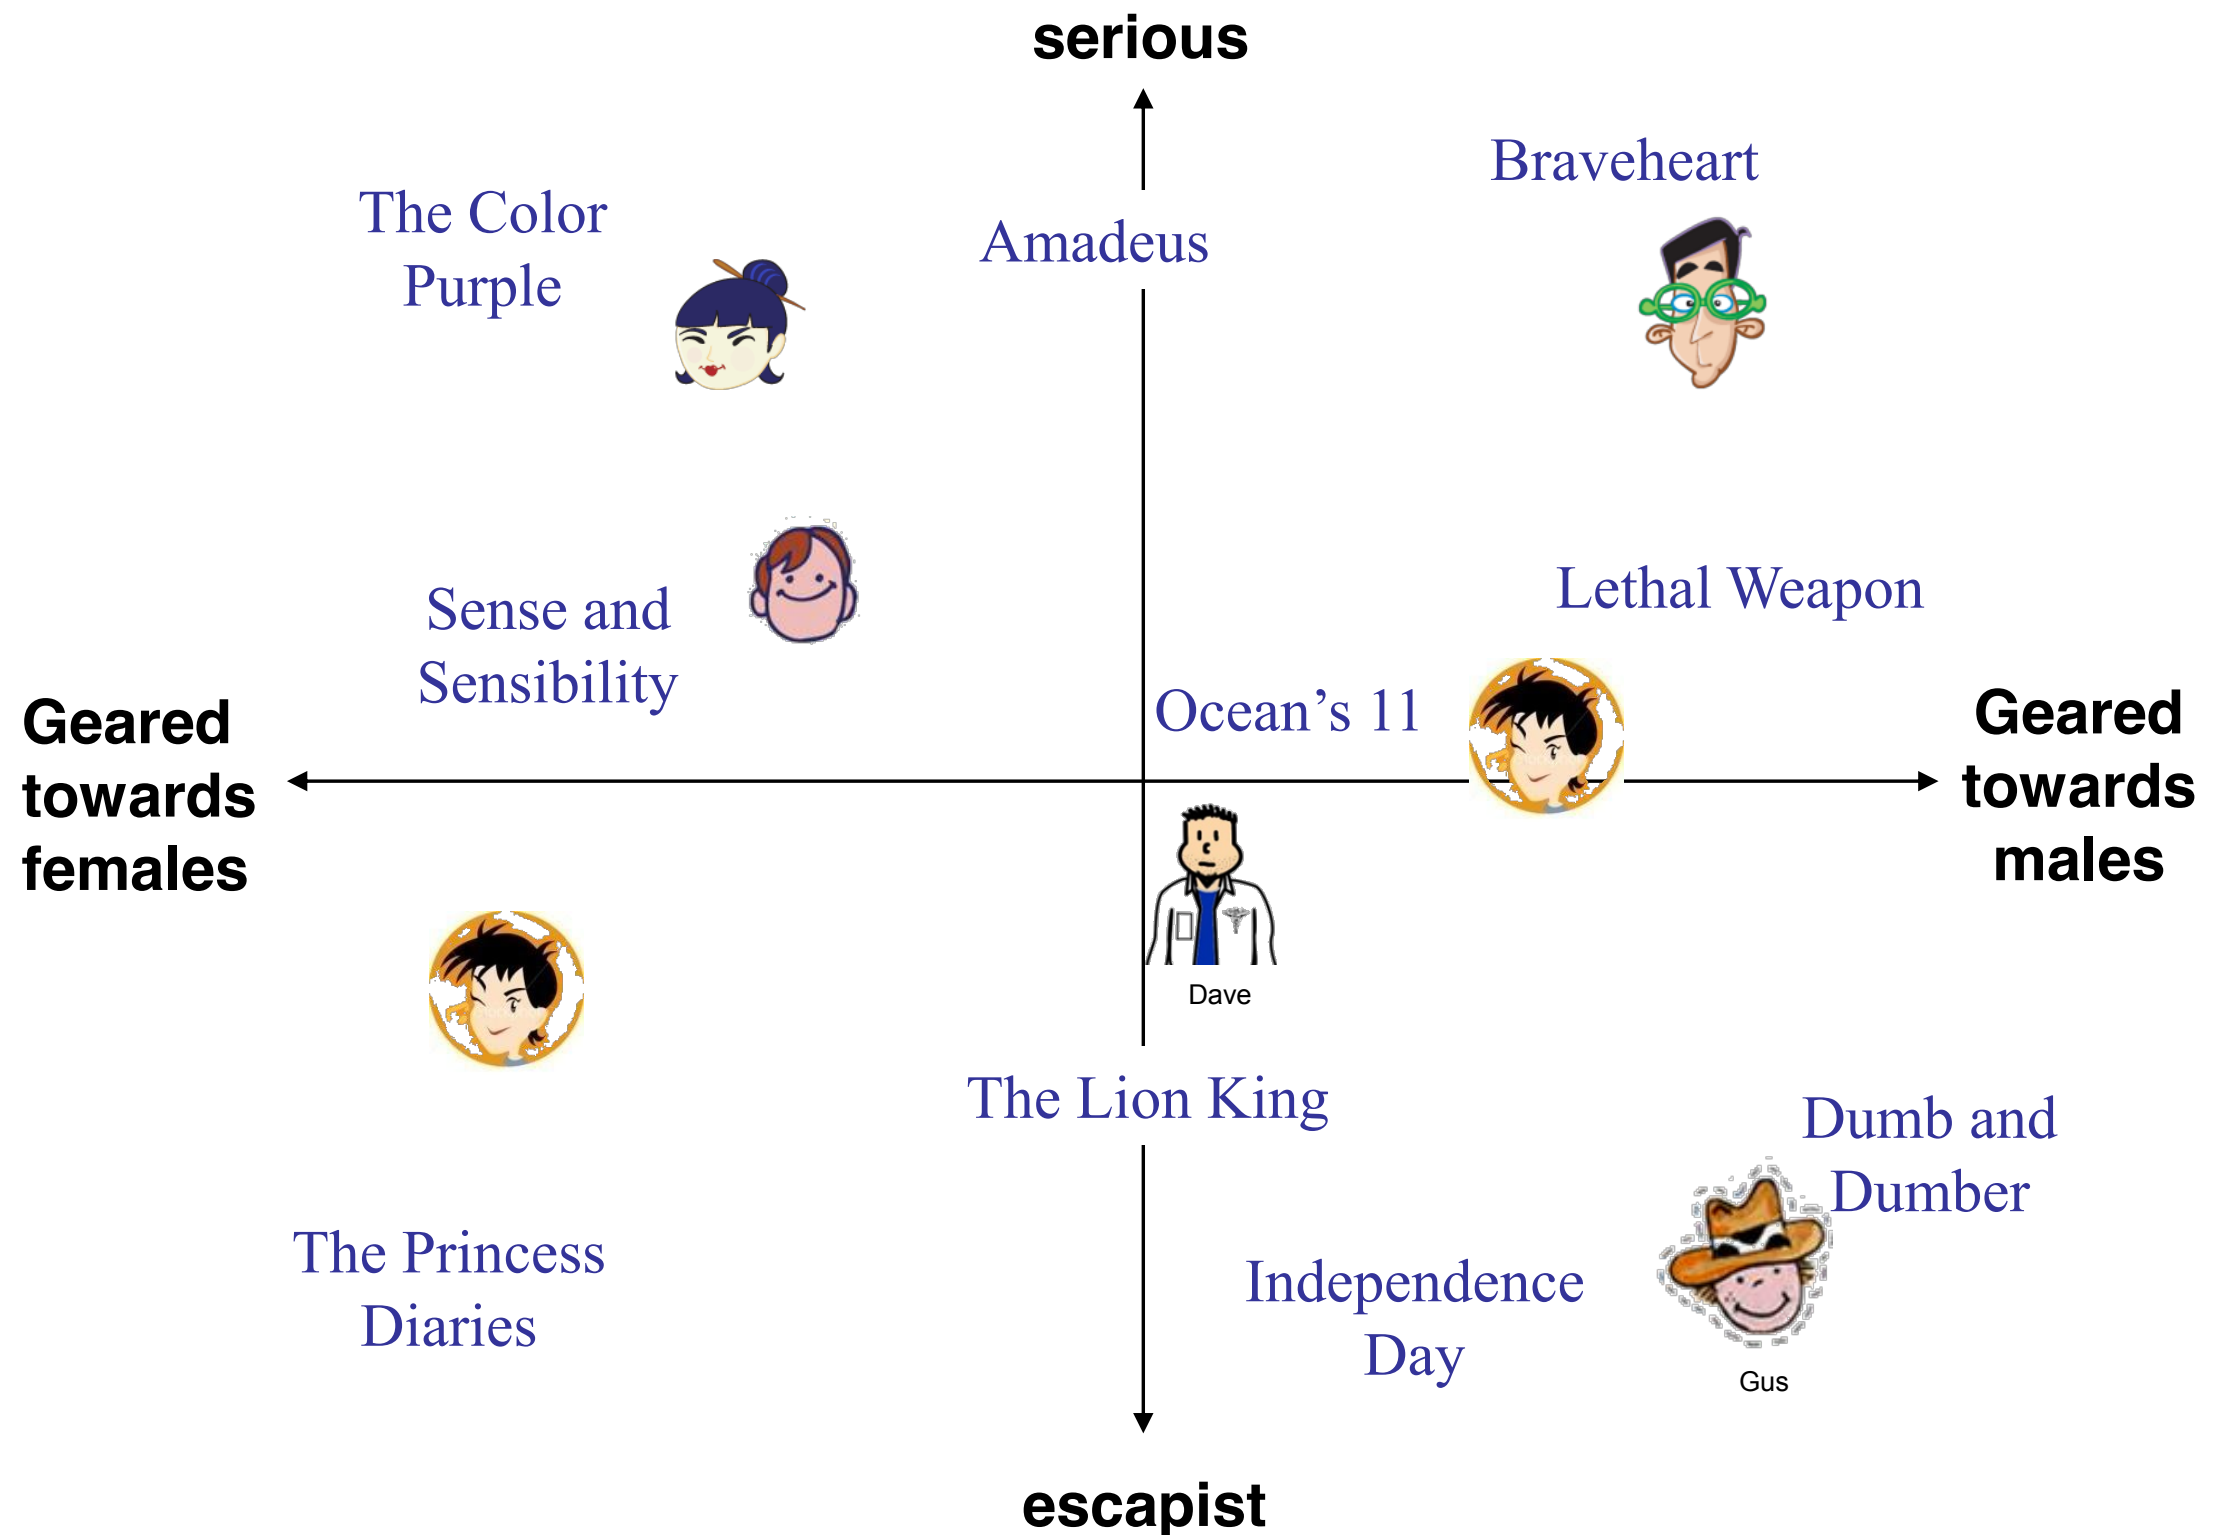 serious
Braveheart
The Color
Purple
Amadeus
Lethal Weapon
Sense and
Sensibility
Ocean's 11
Geared
towards
females
Geared
towards
males
Dave
The Lion King
Dumb and
Dumber
The Princess
Diaries
Independence
Day
Gus
escapist